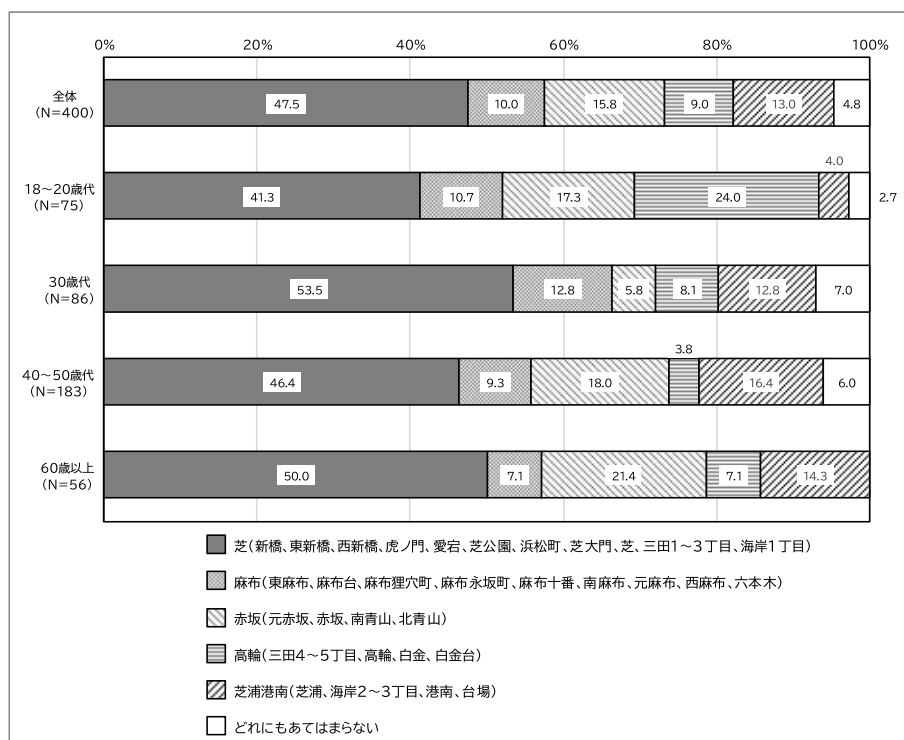 0% 20% 40% 60% 80% 100%
全体
(N=400)
47.5 10.0 15.8 9.0 13.0 4.8
4.0
18～20歳代
(N=75)
41.3 10.7 17.3 24.0 2.7
30歳代
(N=86)
53.5 12.8 5.8 8.1 12.8 7.0
3.8
40～50歳代
(N=183)
46.4 9.3 18.0 16.4 6.0
60歳以上
(N=56)
50.0 7.1 21.4 7.1 14.3
芝(新橋、東新橋、西新橋、虎ノ門、愛宕、芝公園、浜松町、芝大門、芝、三田1～3丁目、海岸1丁目)
麻布(東麻布、麻布台、麻布狸穴町、麻布永坂町、麻布十番、南麻布、元麻布、西麻布、六本木)
赤坂(元赤坂、赤坂、南青山、北青山)
高輪(三田4～5丁目、高輪、白金、白金台)
芝浦港南(芝浦、海岸2～3丁目、港南、台場)
どれにもあてはまらない